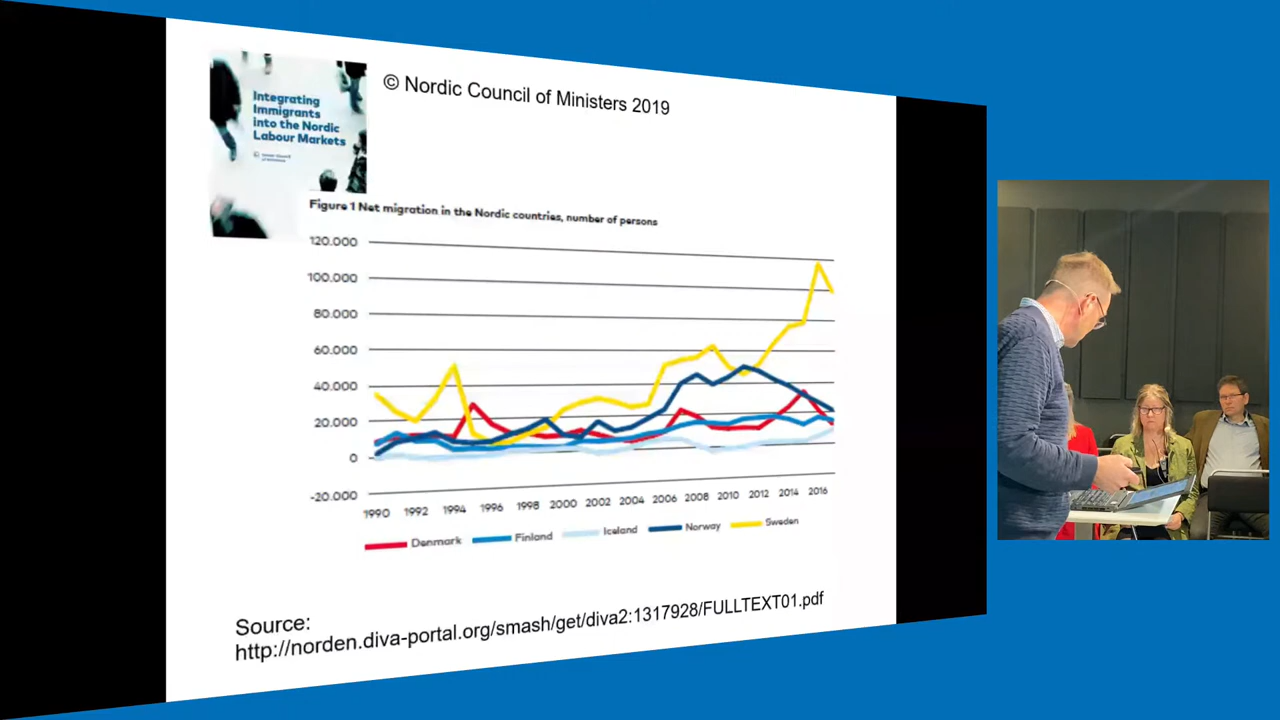 © Nordic Council of Ministers 2019
Integrating
Immigrants
into the Nordic
Labour Markets
Figure 1 Net migration in the Nordic countries, number of persons
120.000
100.000
80.000
60.000
40.000
20.000
0
-20.000
1990 1992 1994 1996 1998 2000 2002 2004 2006 2008 2010 2012 2014 2016
Denmark Finland Iceland Norway Sweden
Source:
http://norden.diva-portal.org/smash/get/diva2:1317928/FULLTEXT01.pdf